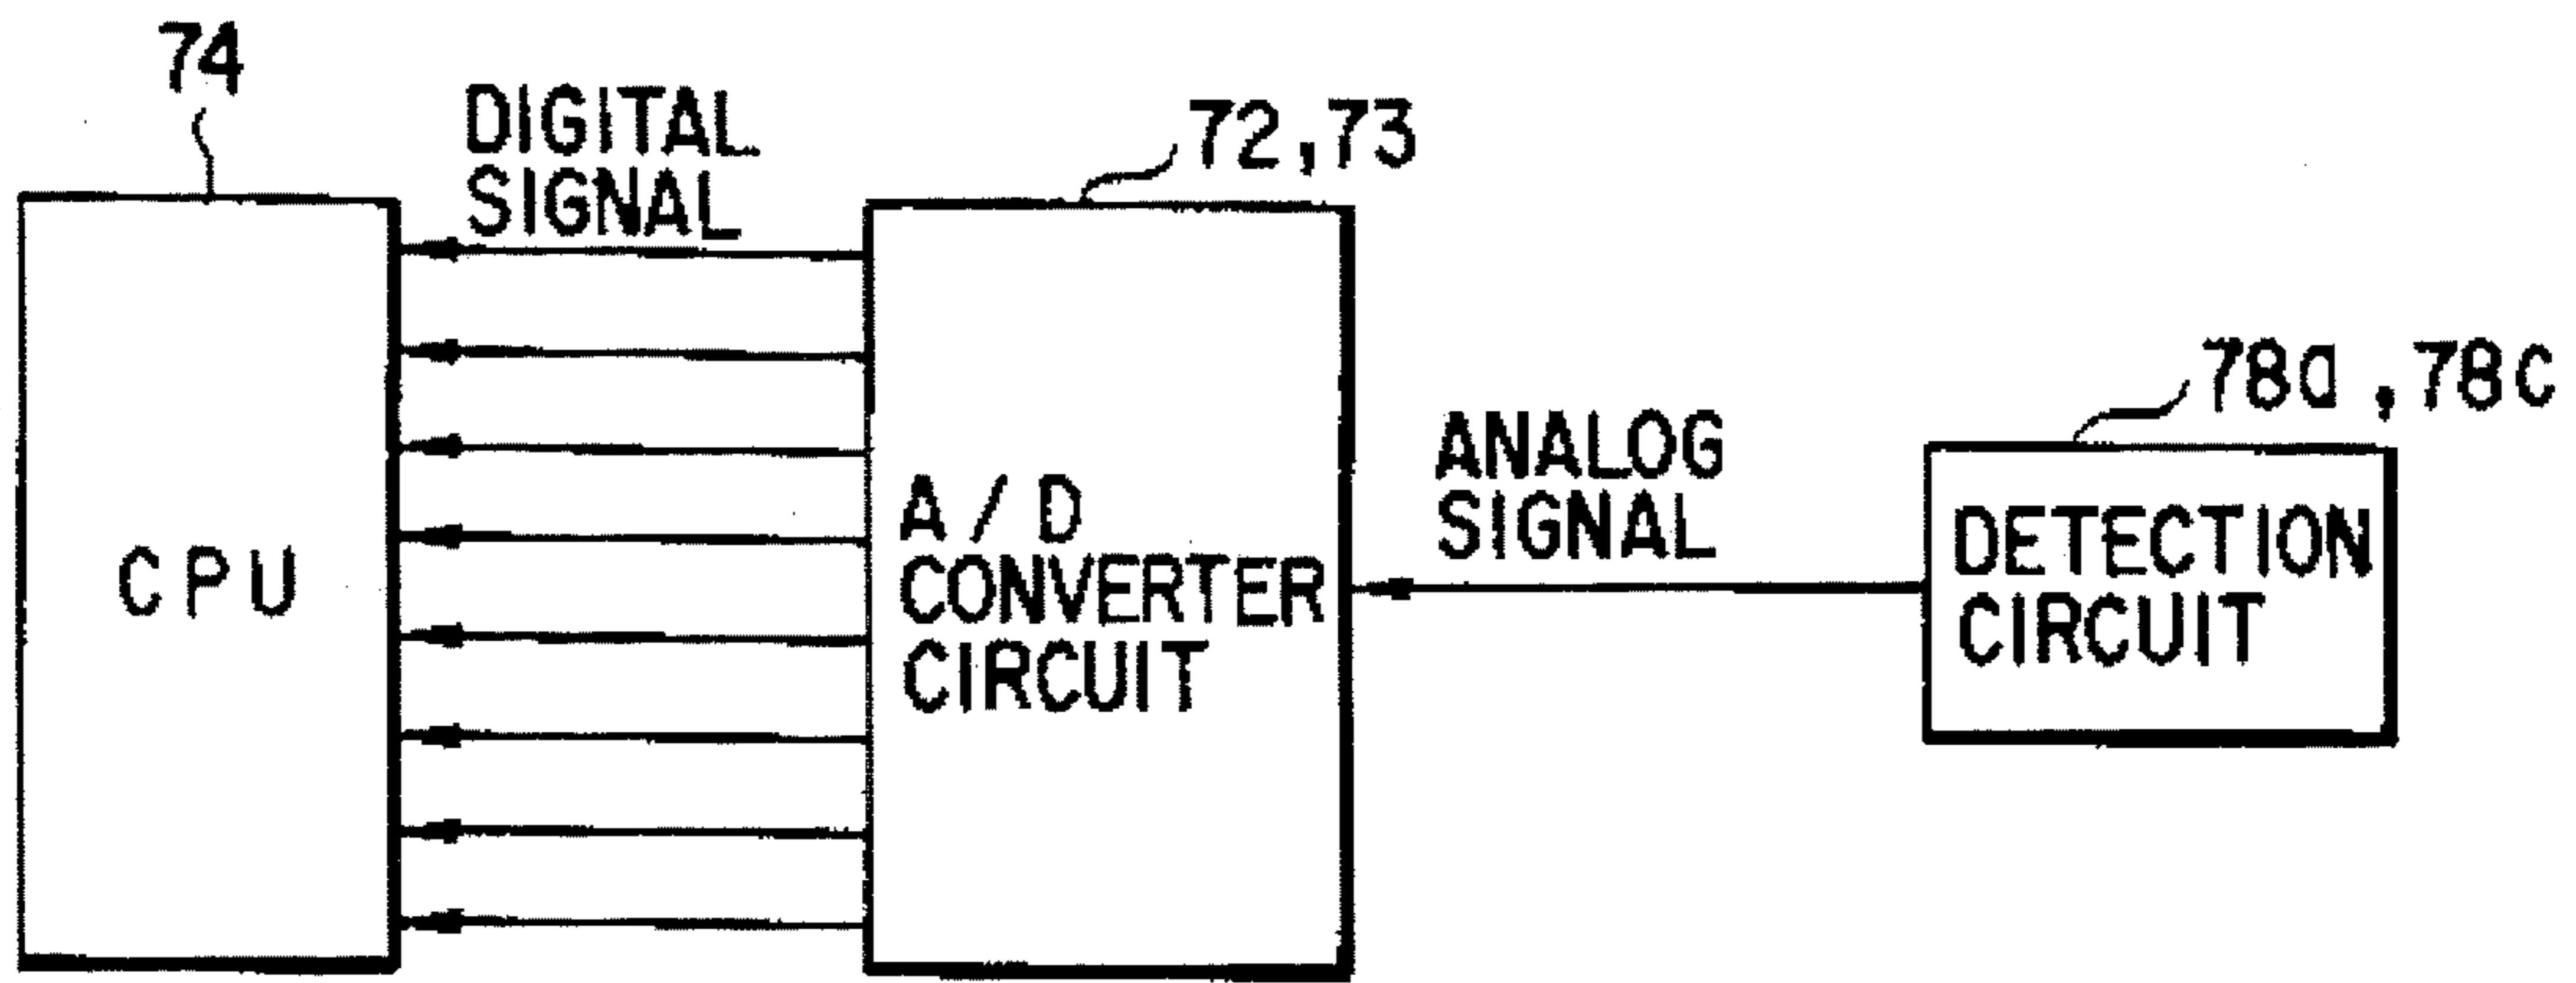 74
DIGITAL
SIGNAL
72,73
78a,78c
CPU
A/D
CONVERTER
CIRCUIT
ANALOG
SIGNAL
DETECTION
CIRCUIT